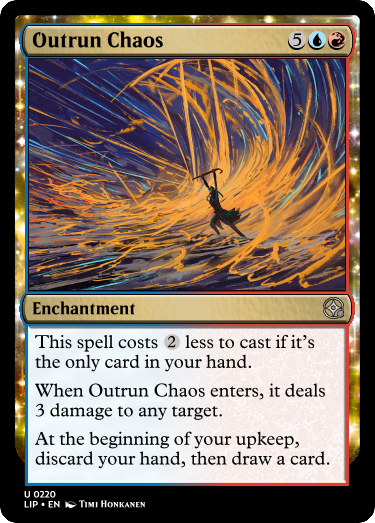 Outrun Chaos 5
Enchantment
This spell costs 2 less to cast if it's
the only card in your hand.
When Outrun Chaos enters, it deals
3 damage to any target.
At the beginning of your upkeep,
discard your hand, then draw a card.
U 0220
LIP • EN Timi Honkanen